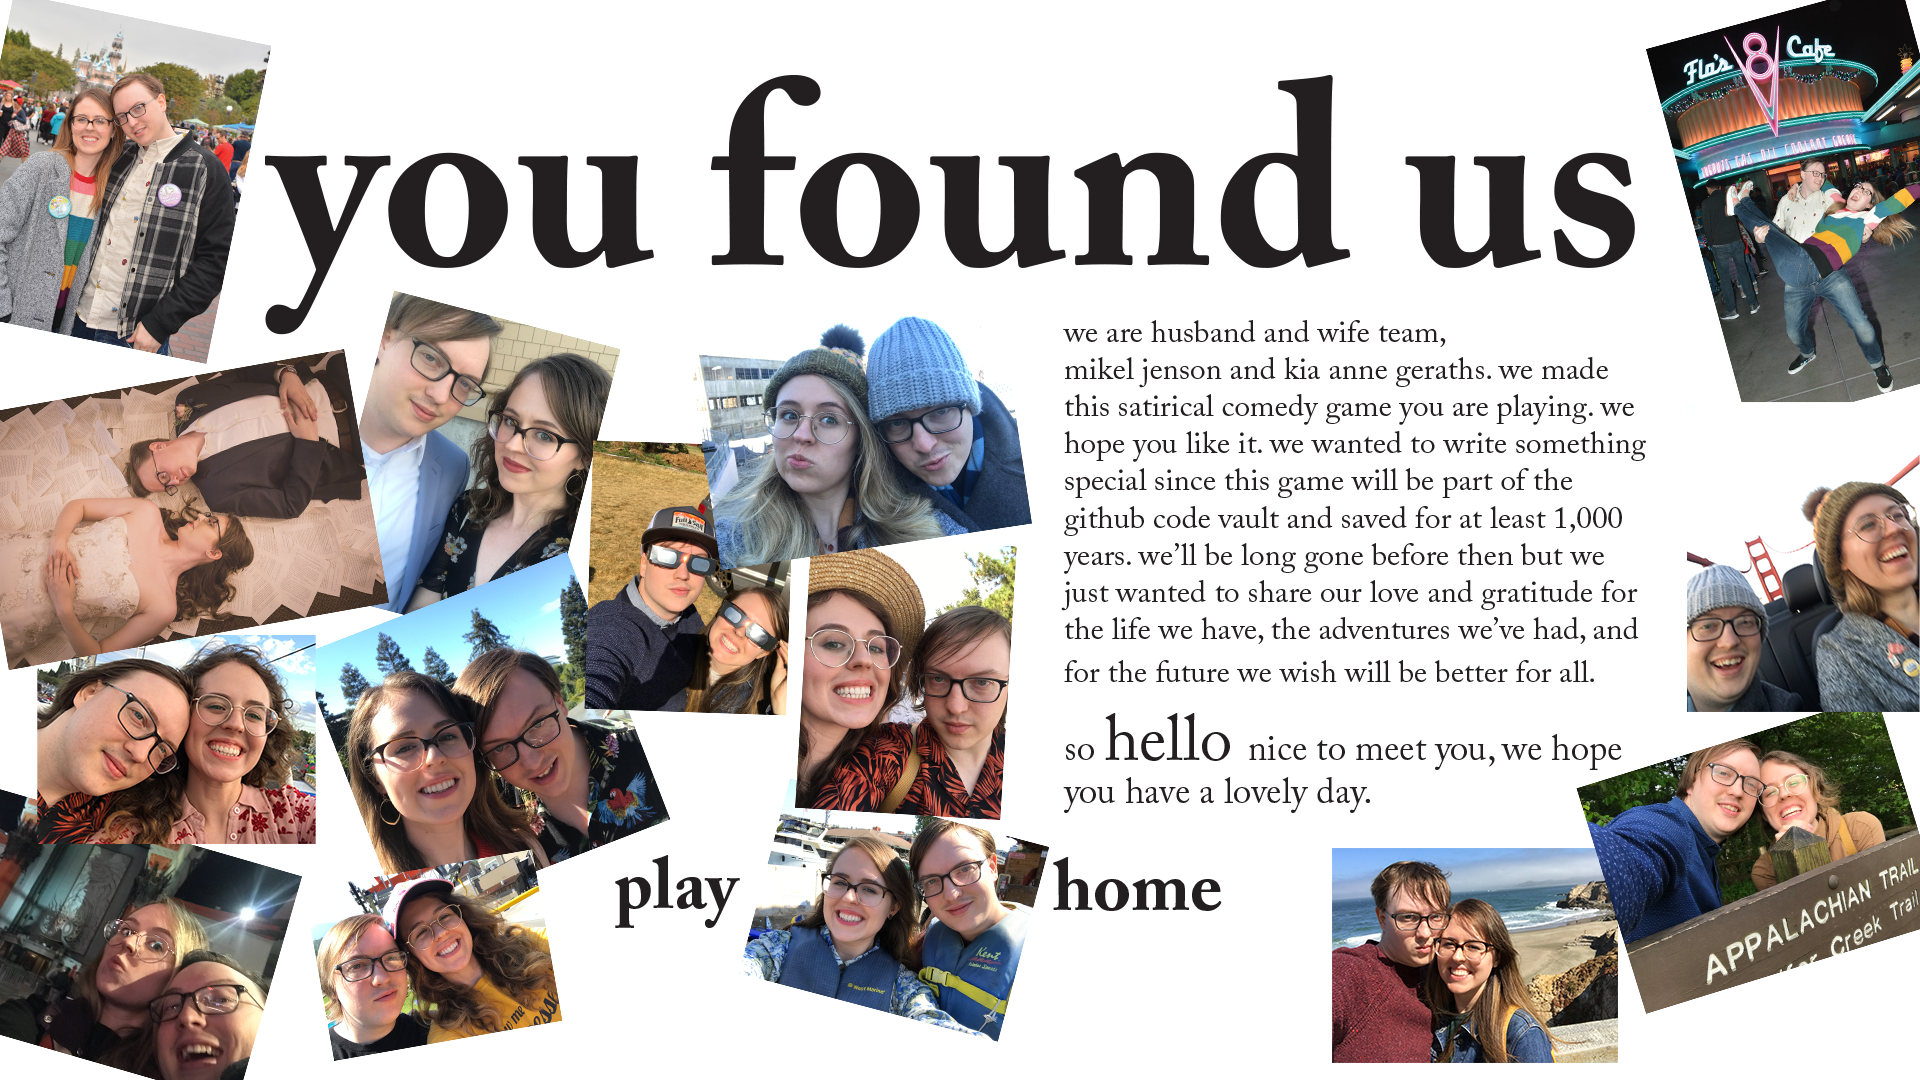 you found us
Flo's V8 Cafe
we are husband and wife team,
mikel jenson and kia anne geraths. we made
this satirical comedy game you are playing. we
hope you like it. we wanted to write something
special since this game will be part of the
github code vault and saved for at least 1,000
years. we’ll be long gone before then but we
just wanted to share our love and gratitude for
the life we have, the adventures we’ve had, and
for the future we wish will be better for all.
so hello nice to meet you, we hope
you have a lovely day.
play home
Kent
West Marine
APPALACHIAN TRAIL
Creek Trail